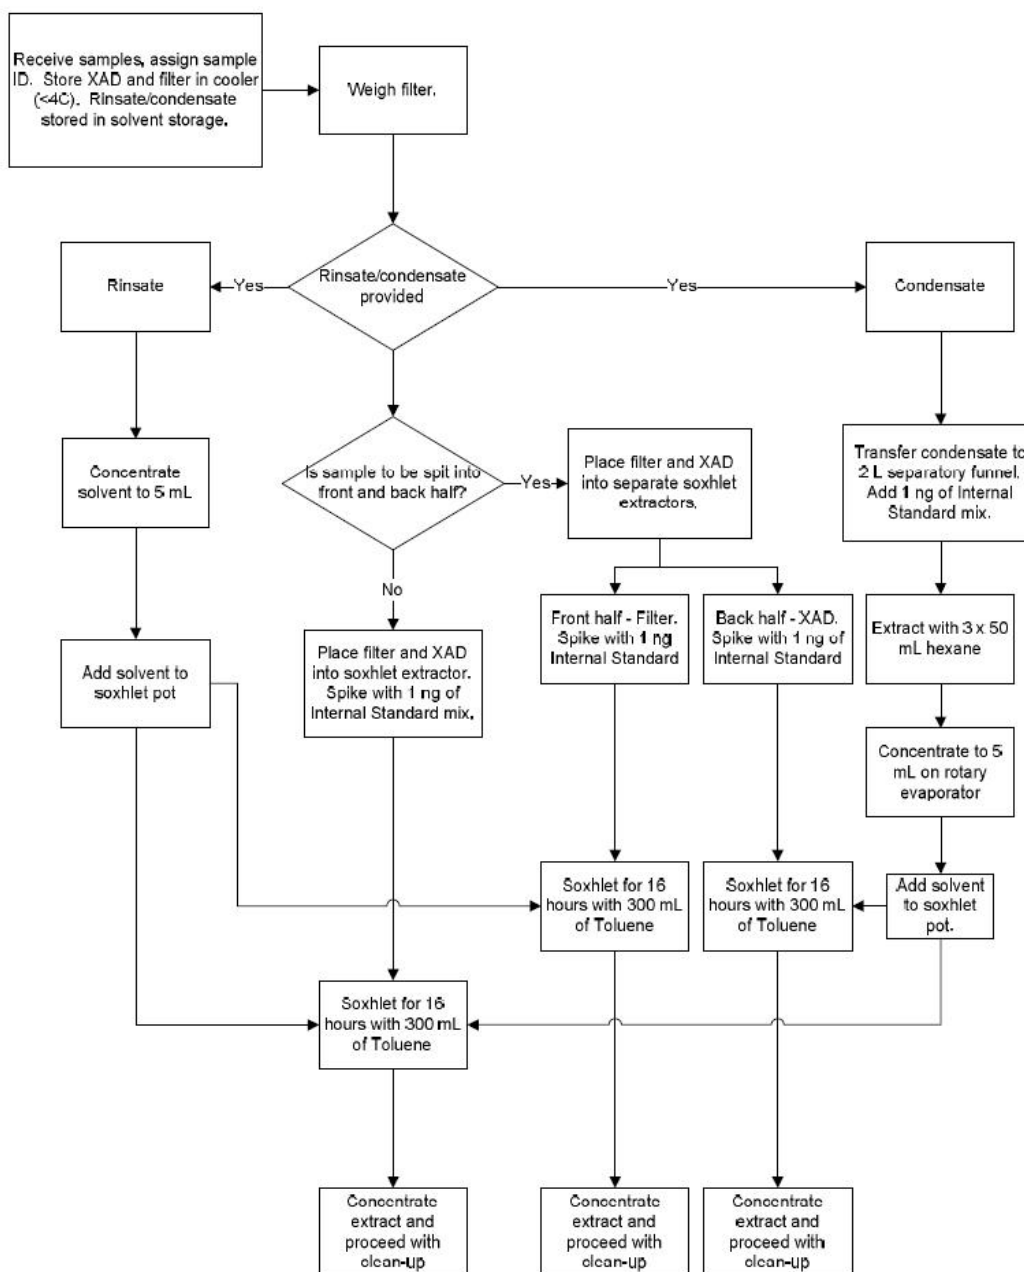 Receive samples, assign sample
ID. Store XAD and filter in cooler
(<4C). Rinsate/condensate
stored in solvent storage.
Weigh filter.
Rinsate
Yes
Rinsate/condensate
provided
Yes
Condensate
Concentrate
solvent to 5 mL
Is sample to be spit into
front and back half?
Yes
Place filter and XAD
into separate soxhlet
extractors.
Transfer condensate to
2 L separatory funnel.
Add 1 ng of Internal
Standard mix.
No
Add solvent to
soxhlet pot
Place filter and XAD
into soxhlet extractor.
Spike with 1 ng of
Internal Standard mix.
Front half - Filter.
Spike with 1 ng
Internal Standard
Back half - XAD.
Spike with 1 ng of
Internal Standard
Extract with 3 x 50
mL hexane
Concentrate to 5
mL on rotary
evaporator
Soxhlet for 16
hours with 300 mL
of Toluene
Soxhlet for 16
hours with 300 mL
of Toluene
Add solvent
to soxhlet
pot.
Soxhlet for 16
hours with 300 mL
of Toluene
Concentrate
extract and
proceed with
clean-up
Concentrate
extract and
proceed with
clean-up
Concentrate
extract and
proceed with
clean-up